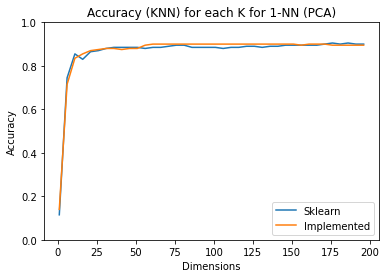 Accuracy (KNN) for each K for 1-NN (PCA)
1.0
0.8
0.6
0.4
0.2
0.0
Accuracy
Sklearn
Implemented
0 25 50 75 100 125 150 175 200
Dimensions